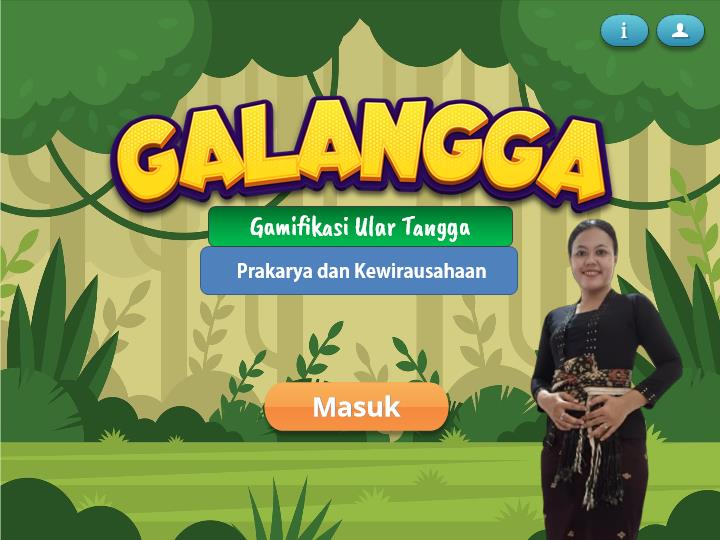 i
GALANGGA
Gamifikasi Ular Tangga
Prakarya dan Kewirausahaan
Masuk